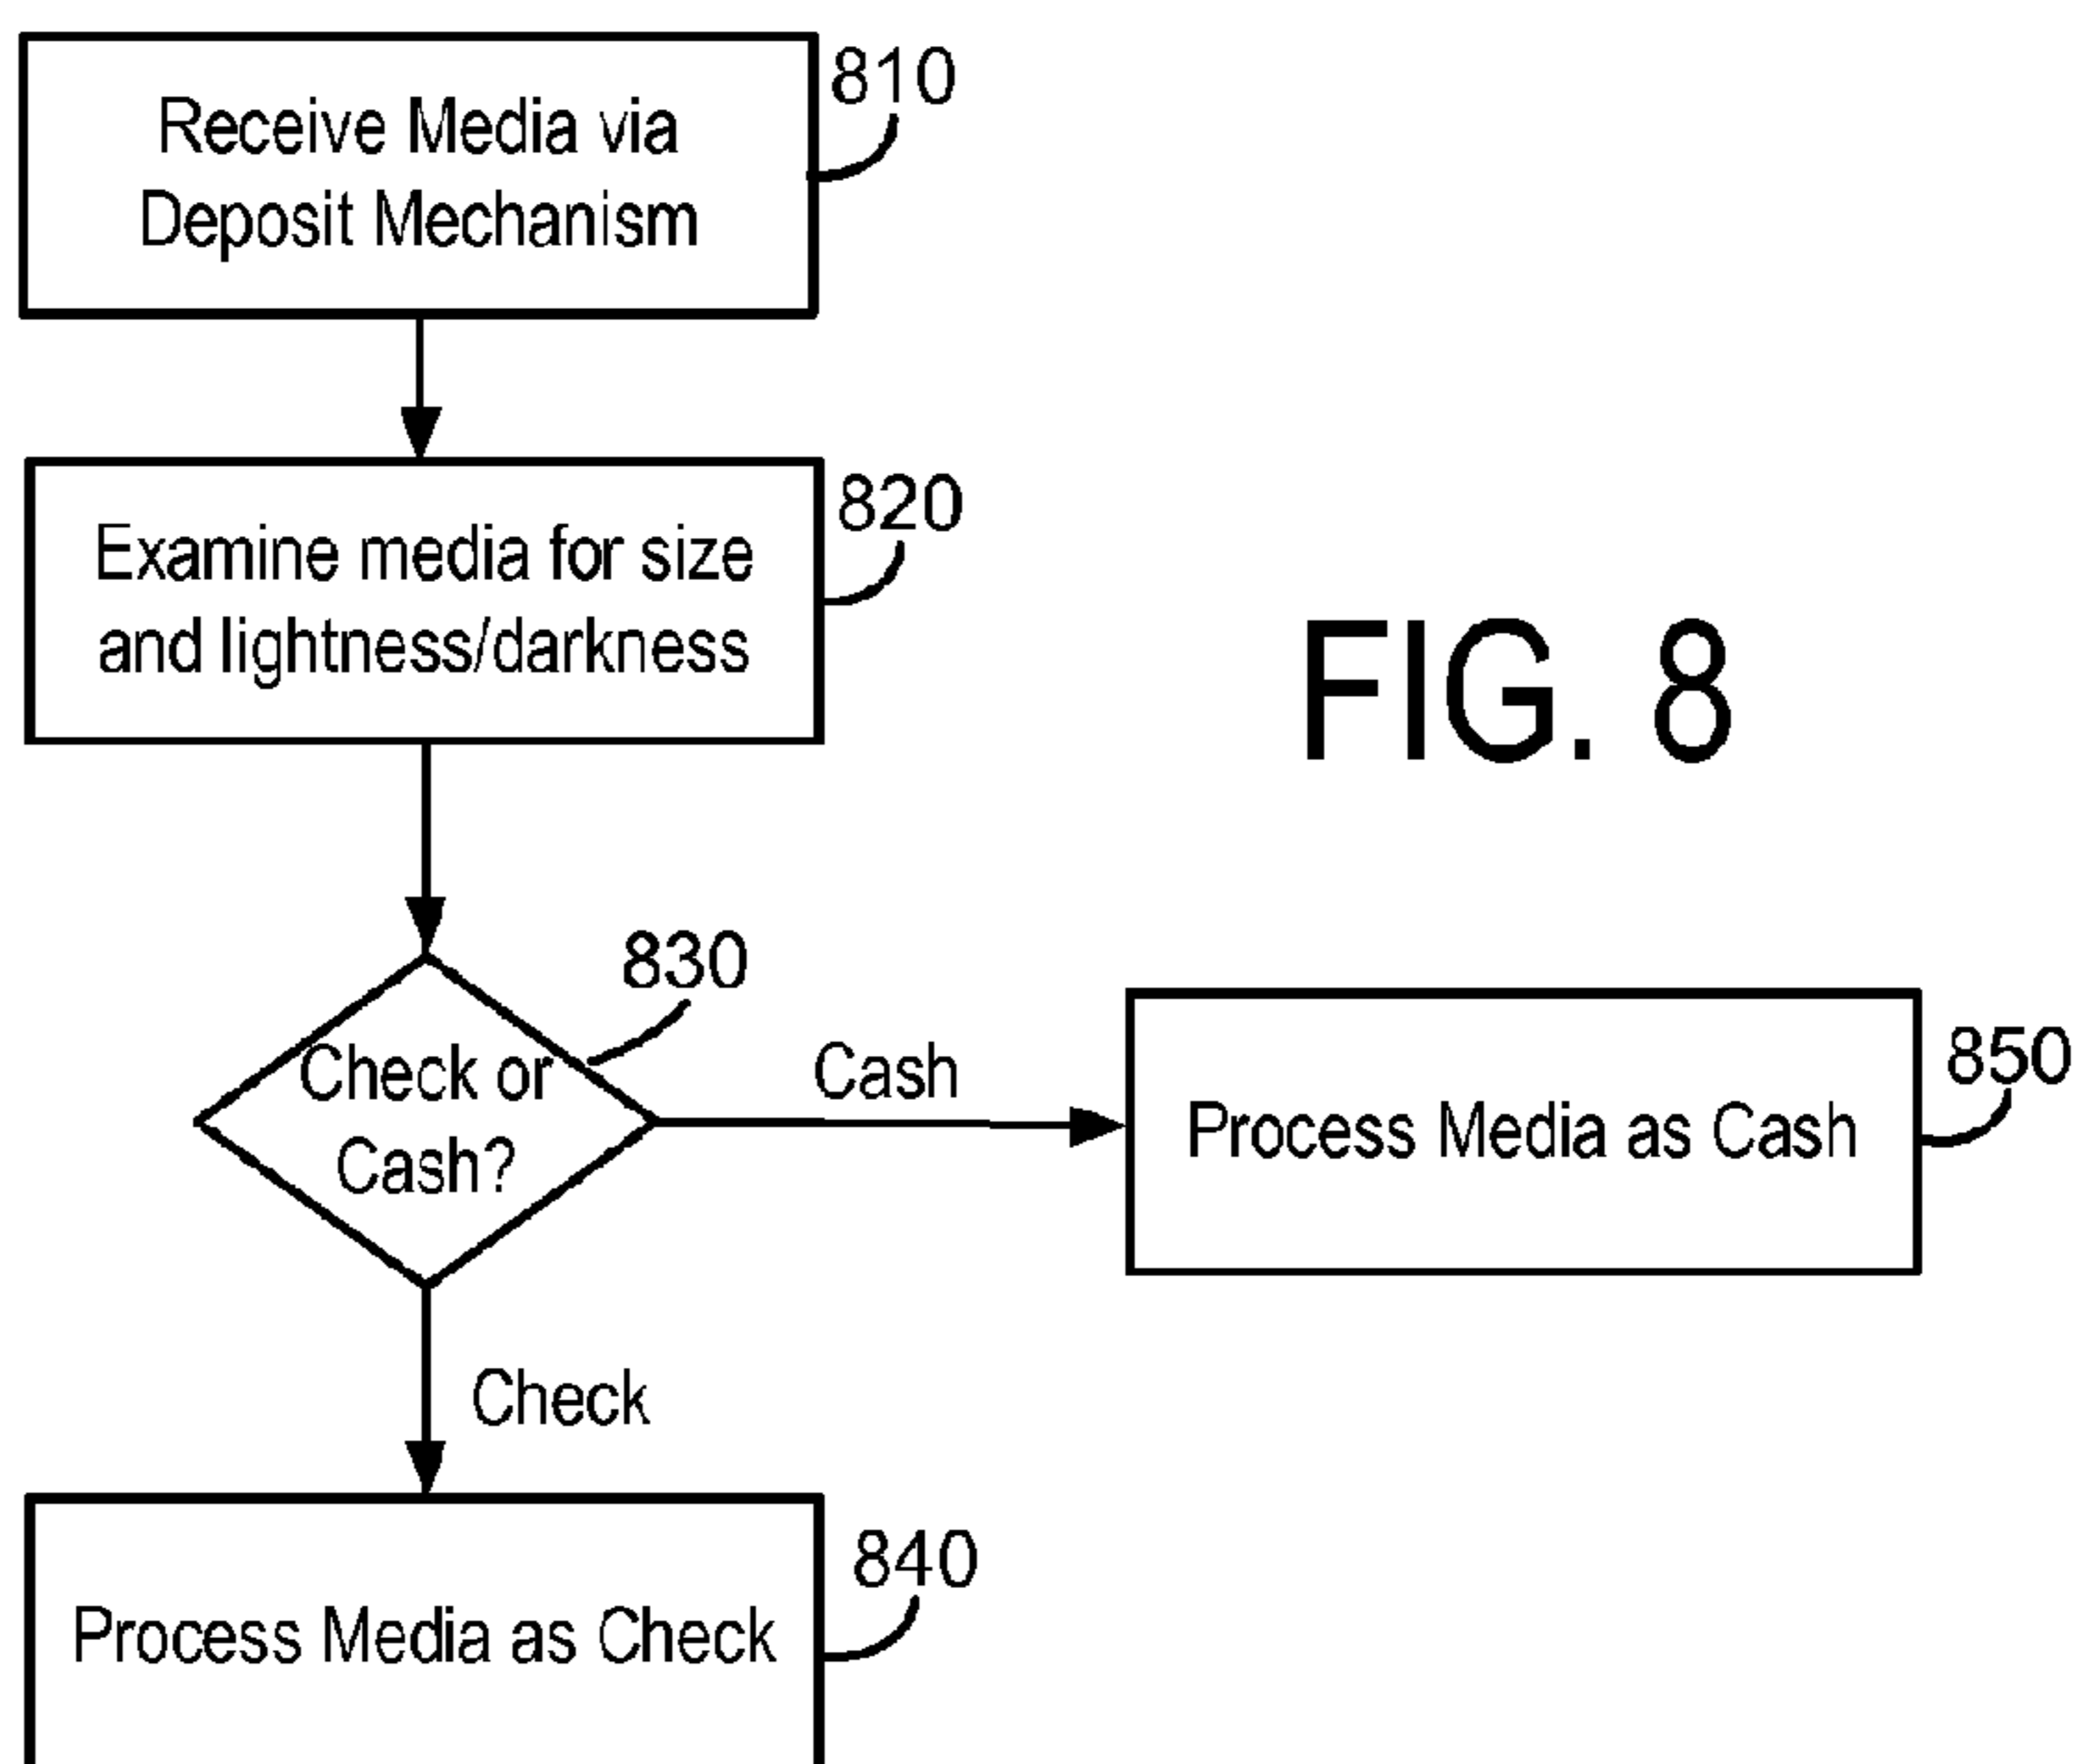 810
Receive Media via
Deposit Mechanism
820
Examine media for size
and lightness/darkness
FIG. 8
830
Check or
Cash?
Cash
850
Process Media as Cash
Check
840
Process Media as Check